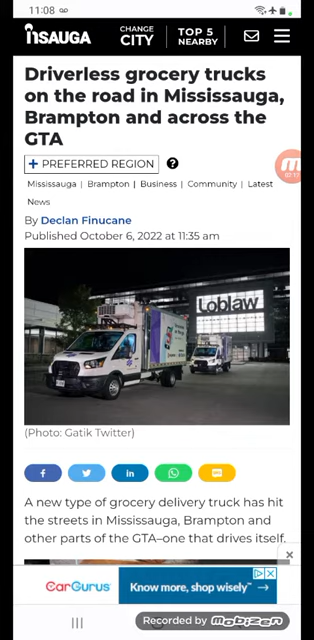 11:08
iNSAUGA
CHANGE CITY
TOP 5 NEARBY
Driverless grocery trucks
on the road in Mississauga,
Brampton and across the
GTA
+ PREFERRED REGION ?
Mississauga | Brampton | Business | Community | Latest
News
By Declan Finucane
Published October 6, 2022 at 11:35 am
Loblaw
(Photo: Gatik Twitter)
A new type of grocery delivery truck has hit
the streets in Mississauga, Brampton and
other parts of the GTA–one that drives itself.
CarGurus Know more, shop wisely™ →
Recorded by Mobizen